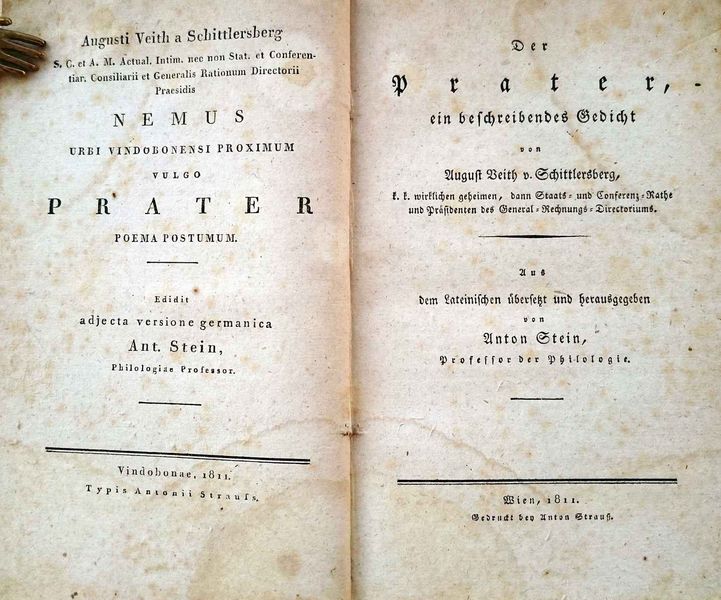 Augusti Veith a Schittlersberg
S. C. et A. M. Actual. Intim. nec non Stat. et Conferen-
tiar. Consiliarii et Generalis Rationum Directorii
Praesidis
NEMUS
URBI VINDOBONENSI PROXIMUM
VULGO
PRATER
POEMA POSTUMUM.
Edidit
adjecta versione germanica
Ant. Stein,
Philologiae Professor.
Vindobonae, 1811.
Typis Antonii Strauſs.
Der
Prater,
ein beſchreibendes Gedicht
von
Auguſt Veith v. Schittlersberg,
k. k. wirklichen geheimen, dann Staats- und Conferenz-Rathe
und Präſidenten des General-Rechnungs-Directoriums.
Aus
dem Lateiniſchen überſetzt und herausgegeben
von
Anton Stein,
Profeſſor der Philologie.
Wien, 1811.
Gedruckt bey Anton Strauß.